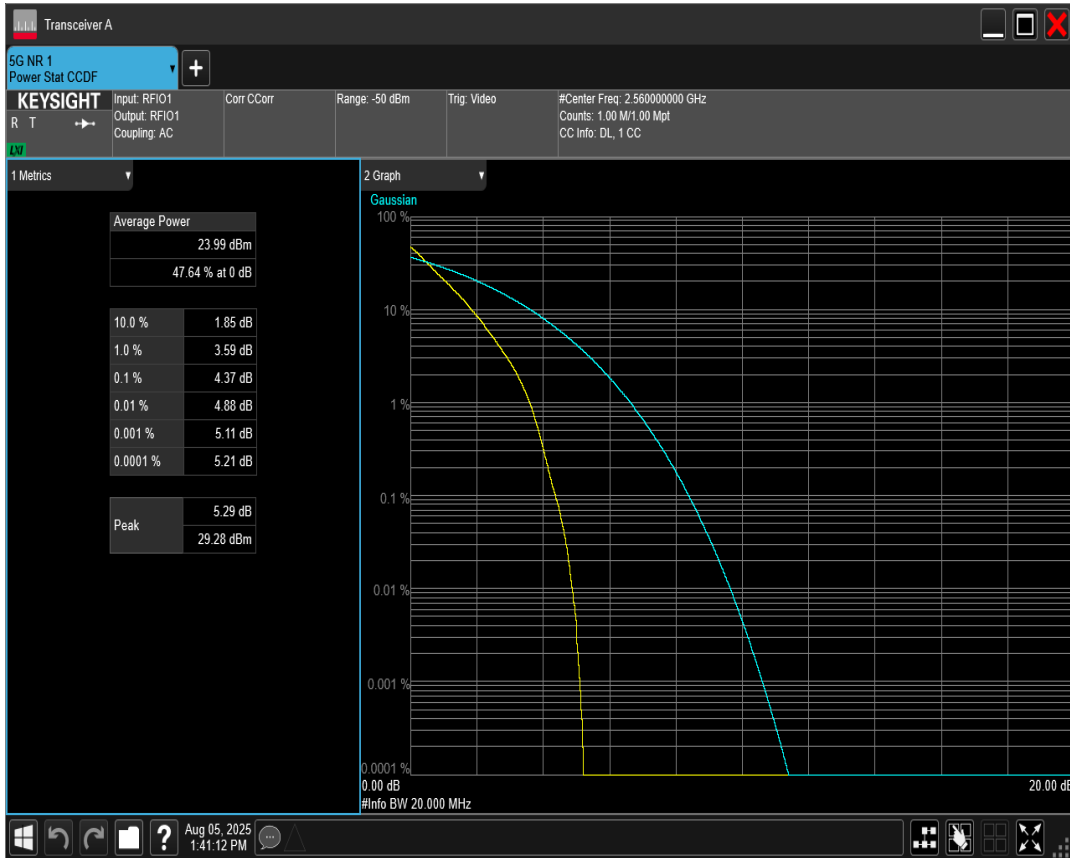 Transceiver A
5G NR 1
Power Stat CCDF
KEYSIGHT
R T
LXI
Input: RFIO1
Output: RFIO1
Coupling: AC
Corr CCorr
Range: -50 dBm
Trig: Video
#Center Freq: 2.560000000 GHz
Counts: 1.00 M/1.00 Mpt
CC Info: DL, 1 CC
1 Metrics
Average Power
23.99 dBm
47.64 % at 0 dB
10.0 % 1.85 dB
1.0 % 3.59 dB
0.1 % 4.37 dB
0.01 % 4.88 dB
0.001 % 5.11 dB
0.0001 % 5.21 dB
Peak
5.29 dB
29.28 dBm
2 Graph
Gaussian
100 %
10 %
1 %
0.1 %
0.01 %
0.001 %
0.0001 %
0.00 dB 20.00 dB
#Info BW 20.000 MHz
Aug 05, 2025
1:41:12 PM